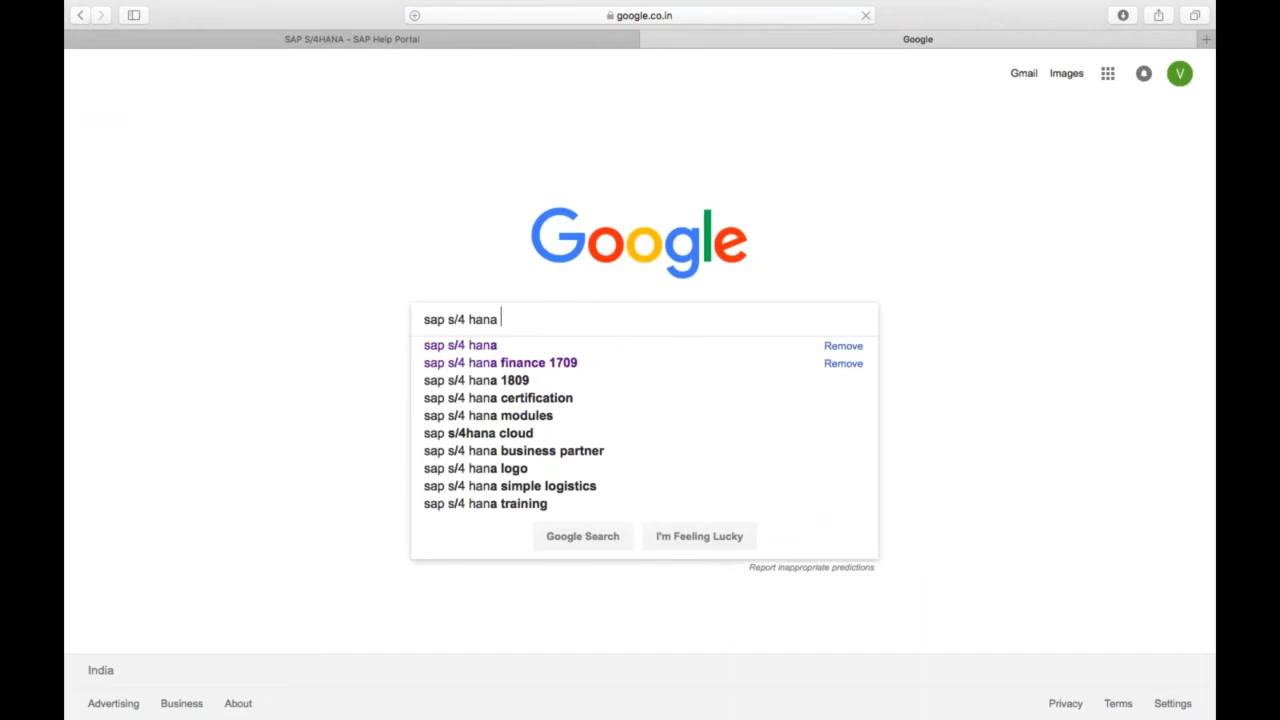 google.co.in
SAP S/4HANA - SAP Help Portal
Google
Gmail Images
V
Google
sap s/4 hana
sap s/4 hana Remove
sap s/4 hana finance 1709 Remove
sap s/4 hana 1809
sap s/4 hana certification
sap s/4 hana modules
sap s/4hana cloud
sap s/4 hana business partner
sap s/4 hana logo
sap s/4 hana simple logistics
sap s/4 hana training
Google Search I'm Feeling Lucky
Report inappropriate predictions
India
Advertising Business About Privacy Terms Settings